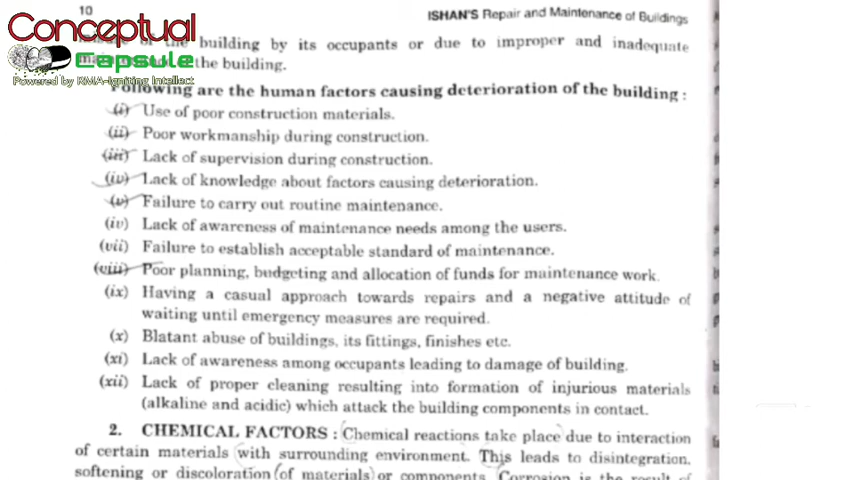 10
ISHAN'S Repair and Maintenance of Buildings
Conceptual
Capsule
Powered by RMA-Igniting Intellect
the building by its occupants or due to improper and inadequate
the building.
Following are the human factors causing deterioration of the building :
(i) Use of poor construction materials.
(ii) Poor workmanship during construction.
(iii) Lack of supervision during construction.
(iv) Lack of knowledge about factors causing deterioration.
(v) Failure to carry out routine maintenance.
(iv) Lack of awareness of maintenance needs among the users.
(vii) Failure to establish acceptable standard of maintenance.
(viii) Poor planning, budgeting and allocation of funds for maintenance work.
(ix) Having a casual approach towards repairs and a negative attitude of
waiting until emergency measures are required.
(x) Blatant abuse of buildings, its fittings, finishes etc.
(xi) Lack of awareness among occupants leading to damage of building.
(xii) Lack of proper cleaning resulting into formation of injurious materials
(alkaline and acidic) which attack the building components in contact.
2. CHEMICAL FACTORS : Chemical reactions take place due to interaction
of certain materials with surrounding environment. This leads to disintegration,
softening or discoloration (of materials) or components. Corrosion is the result of